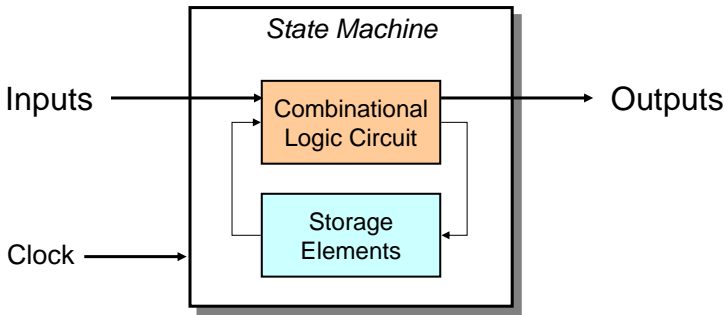 State Machine
Inputs
Combinational
Logic Circuit
Outputs
Storage
Elements
Clock